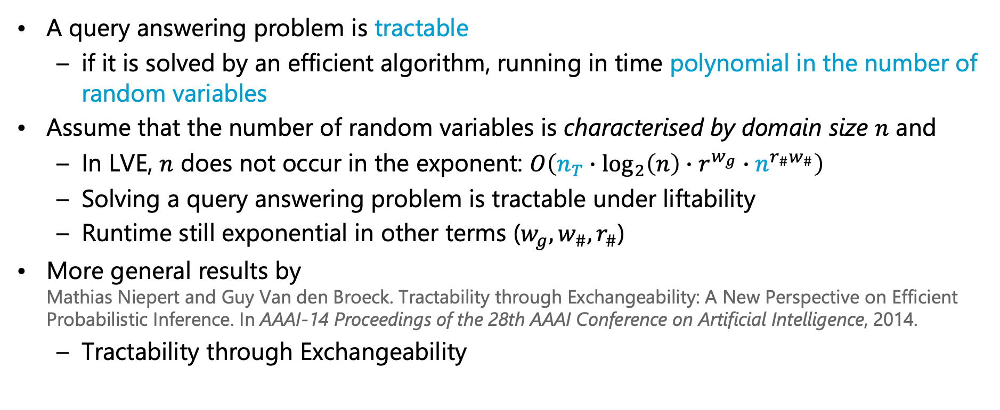 • A query answering problem is tractable
– if it is solved by an efficient algorithm, running in time polynomial in the number of
random variables
• Assume that the number of random variables is characterised by domain size n and
– In LVE, n does not occur in the exponent: O(n_T · log₂(n) · r^{w_g} · n^{r_# w_#})
– Solving a query answering problem is tractable under liftability
– Runtime still exponential in other terms (w_g, w_#, r_#)
• More general results by
Mathias Niepert and Guy Van den Broeck. Tractability through Exchangeability: A New Perspective on Efficient
Probabilistic Inference. In AAAI-14 Proceedings of the 28th AAAI Conference on Artificial Intelligence, 2014.
– Tractability through Exchangeability